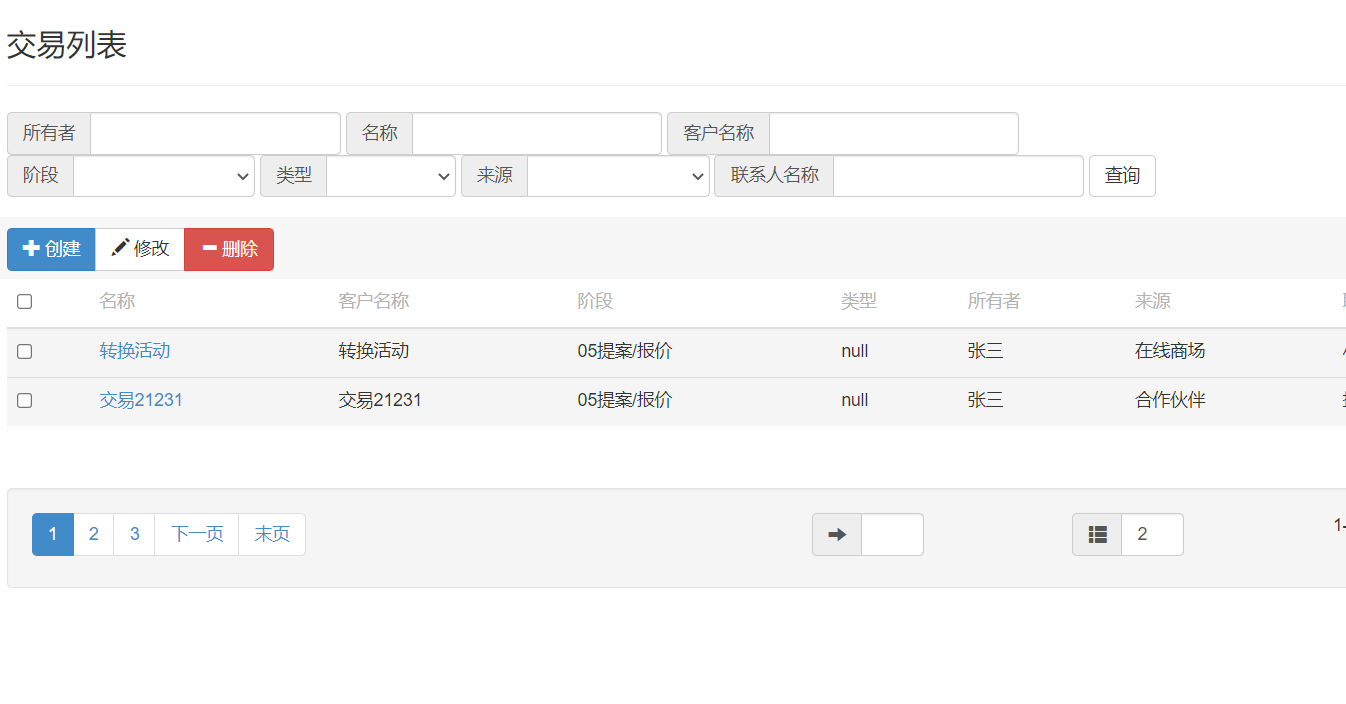 交易列表
所有者 名称 客户名称
阶段 类型 来源 联系人名称 查询
创建 修改 删除
名称 客户名称 阶段 类型 所有者 来源
转换活动 转换活动 05提案/报价 null 张三 在线商场
交易21231 交易21231 05提案/报价 null 张三 合作伙伴
1 2 3 下一页 末页 2 1-